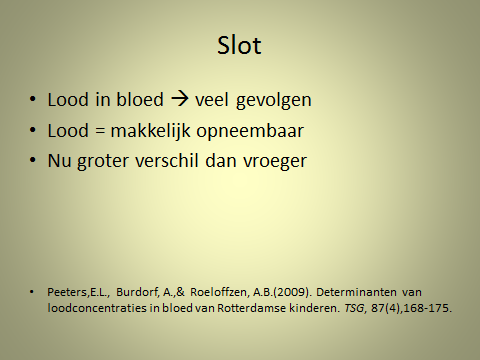 Slot
• Lood in bloed → veel gevolgen
• Lood = makkelijk opneembaar
• Nu groter verschil dan vroeger
• Peeters,E.L., Burdorf, A.,& Roeloffzen, A.B.(2009). Determinanten van
loodconcentraties in bloed van Rotterdamse kinderen. TSG, 87(4),168-175.